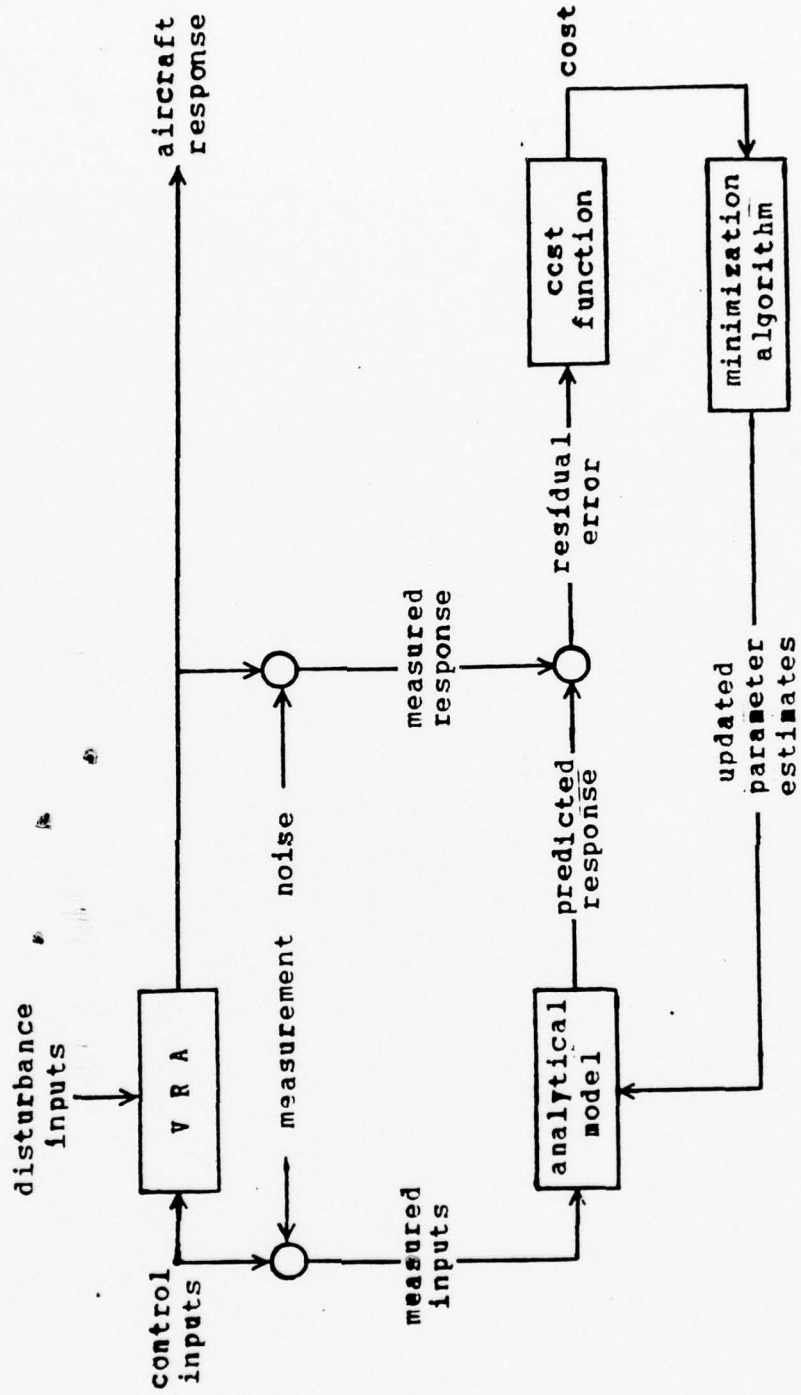 disturbance
inputs
control
inputs
V R A
aircraft
response
measurement noise
measured
inputs
measured
response
analytical
model
predicted
response
residual
error
ccst
function
cost
minimization
algorithm
updated
parameter
estimates